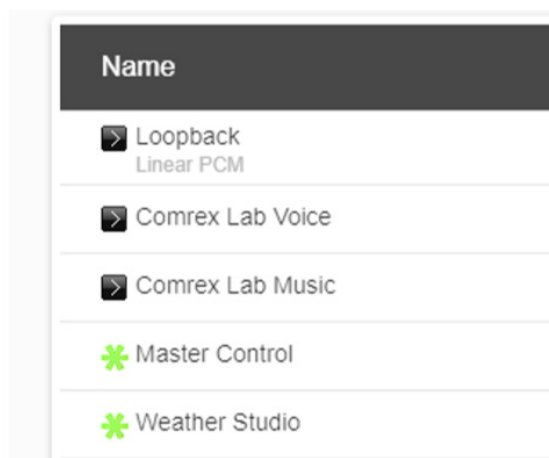 Name
Loopback
Linear PCM
Comrex Lab Voice
Comrex Lab Music
Master Control
Weather Studio